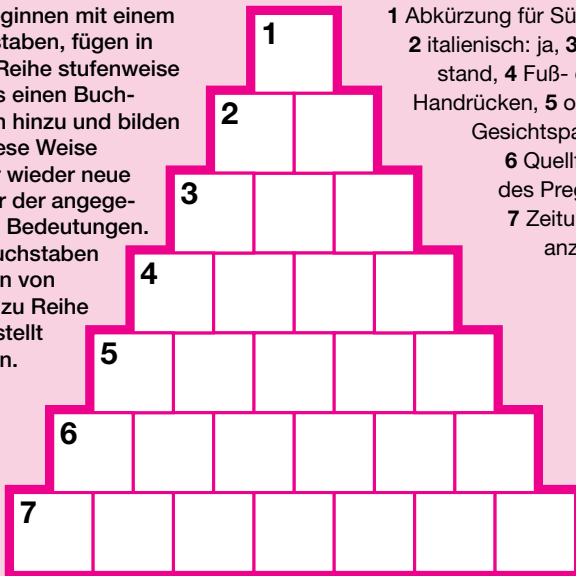 ginnen mit einem
staben, fügen in
Reihe stufenweise
s einen Buch-
n hinzu und bilden
ese Weise
r wieder neue
r der angege-
Bedeutungen.
uchstaben
n von
zu Reihe
stellt
n.
1 Abkürzung für Sü
2 italienisch: ja, 3
stand, 4 Fuß-
Handrücken, 5 o
Gesichtspa
6 Quell
des Preg
7 Zeitu
anz
1
2
3
4
5
6
7